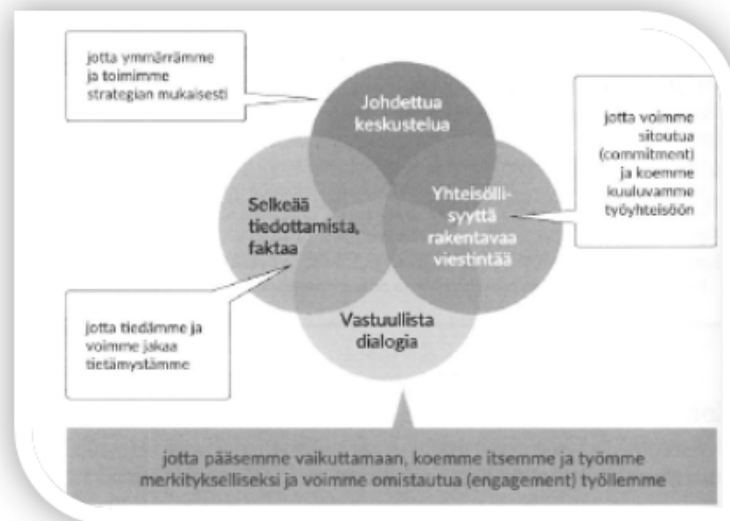 jotta ymmärrämme
ja toimimme
strategian mukaisesti
Johdettua
keskustelua
jotta voimme
sitoutua
(commitment)
ja koemme
kuuluvamme
työyhteisöön
Selkeää
tiedottamista,
faktaa
Yhteisölli-
syyttä
rakentavaa
viestintää
jotta tiedämme ja
voimme jakaa
tietämystämme
Vastuullista
dialogia
jotta pääsemme vaikuttamaan, koemme itsemme ja työmme
merkitykselliseksi ja voimme omistautua (engagement) työllemme